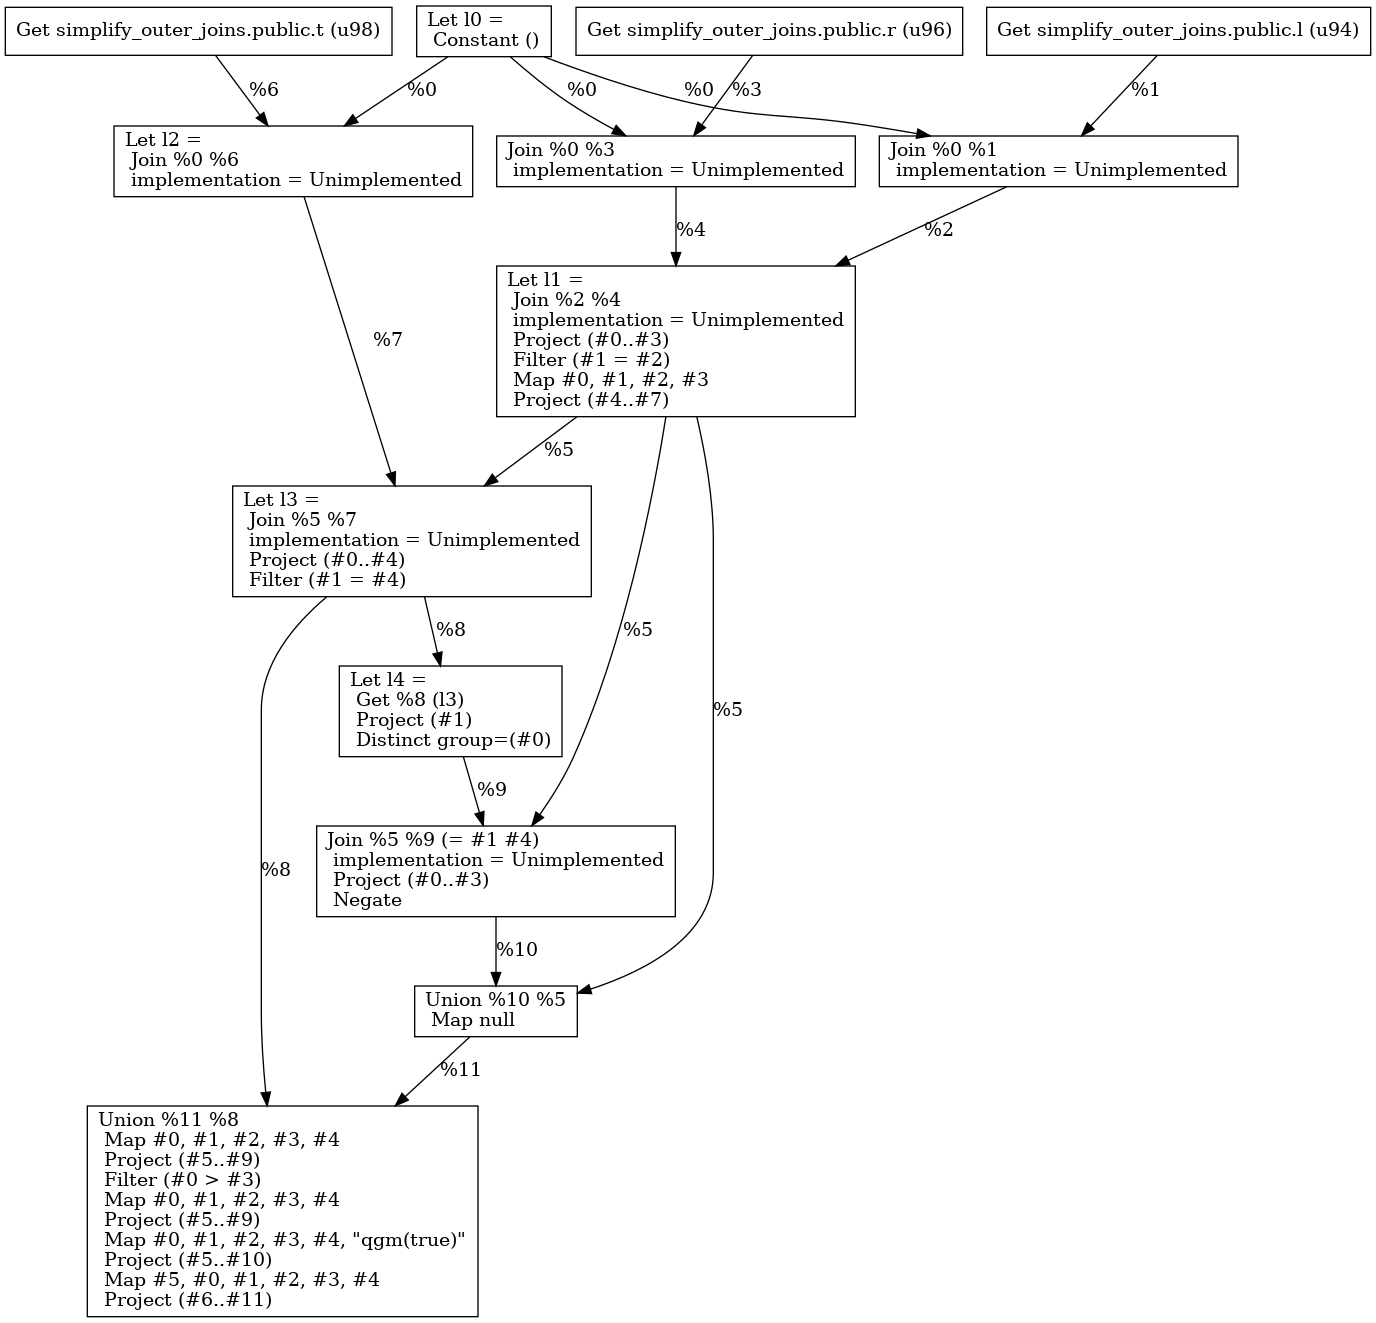 Get simplify_outer_joins.public.t (u98)
Let l0 =
Constant ()
Get simplify_outer_joins.public.r (u96)
Get simplify_outer_joins.public.l (u94)
%6
%0
%0
%0
%3
%1
Let l2 =
Join %0 %6
implementation = Unimplemented
Join %0 %3
implementation = Unimplemented
Join %0 %1
implementation = Unimplemented
%4
%2
Let l1 =
Join %2 %4
implementation = Unimplemented
Project (#0..#3)
Filter (#1 = #2)
Map #0, #1, #2, #3
Project (#4..#7)
%7
%5
Let l3 =
Join %5 %7
implementation = Unimplemented
Project (#0..#4)
Filter (#1 = #4)
%8
%5
Let l4 =
Get %8 (l3)
Project (#1)
Distinct group=(#0)
%5
%9
Join %5 %9 (= #1 #4)
implementation = Unimplemented
Project (#0..#3)
Negate
%8
%10
Union %10 %5
Map null
%11
Union %11 %8
Map #0, #1, #2, #3, #4
Project (#5..#9)
Filter (#0 > #3)
Map #0, #1, #2, #3, #4
Project (#5..#9)
Map #0, #1, #2, #3, #4, "qgm(true)"
Project (#5..#10)
Map #5, #0, #1, #2, #3, #4
Project (#6..#11)